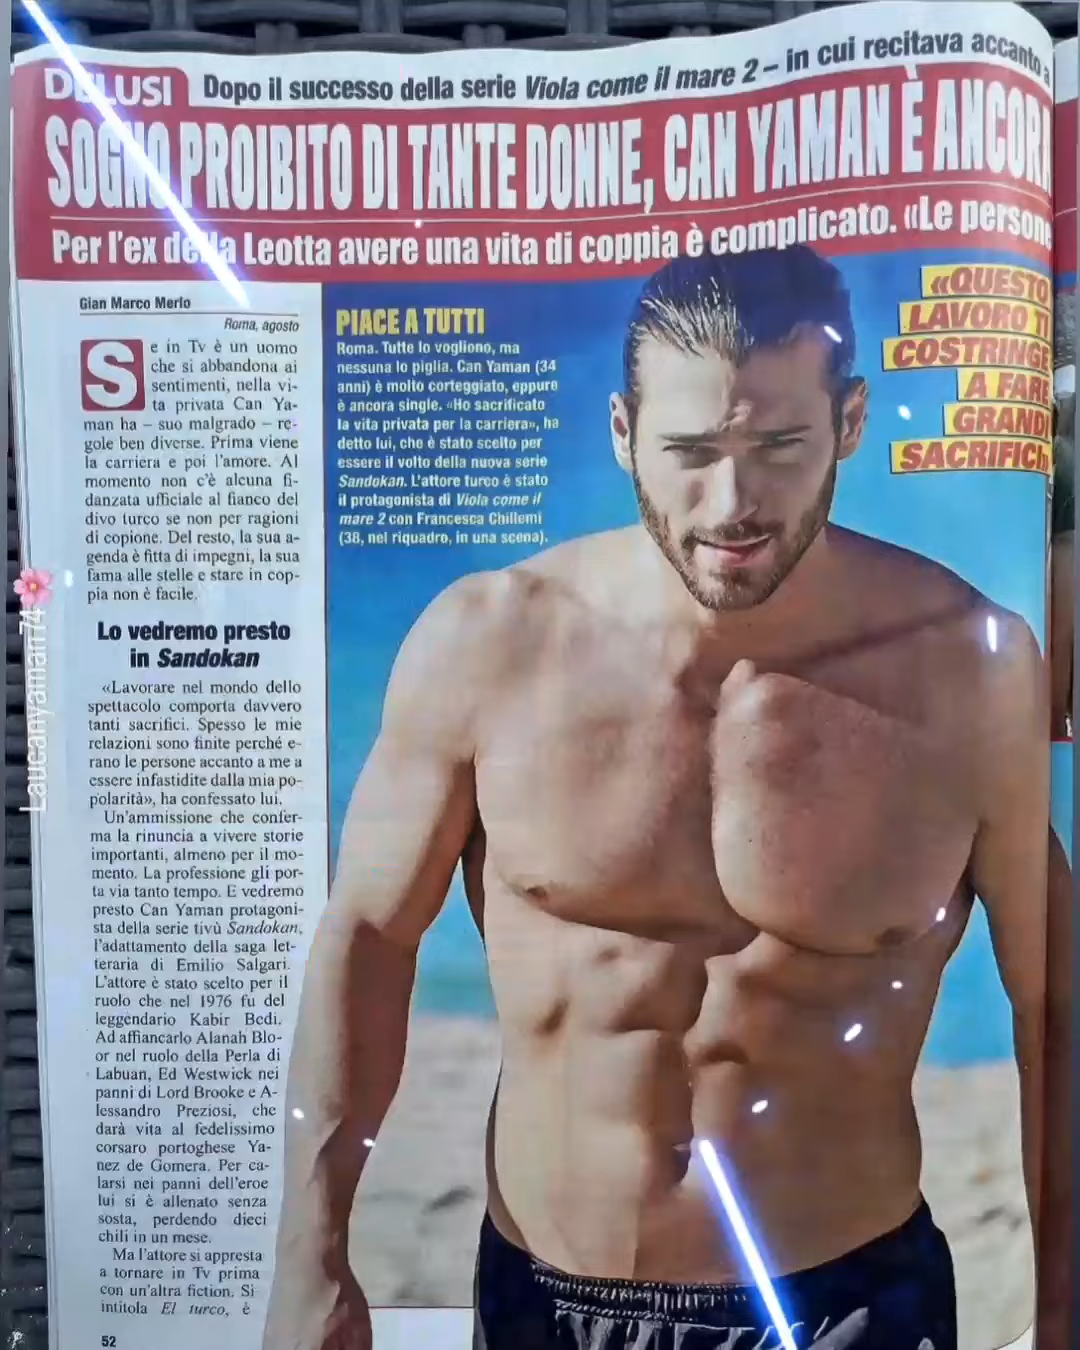 DELUSI
Dopo il successo della serie Viola come il mare 2 – in cui recitava accanto a
SOGNO PROIBITO DI TANTE DONNE, CAN YAMAN È ANCORA
Per l'ex della Leotta avere una vita di coppia è complicato. «Le persone
Gian Marco Merlo
Roma, agosto
Se in Tv è un uomo
che si abbandona ai
sentimenti, nella vi-
ta privata Can Ya-
man ha – suo malgrado – re-
gole ben diverse. Prima viene
la carriera e poi l'amore. Al
momento non c'è alcuna fi-
danzata ufficiale al fianco del
divo turco se non per ragioni
di copione. Del resto, la sua a-
genda è fitta di impegni, la sua
fama alle stelle e stare in cop-
pia non è facile.
Lo vedremo presto
in Sandokan
«Lavorare nel mondo dello
spettacolo comporta davvero
tanti sacrifici. Spesso le mie
relazioni sono finite perché e-
rano le persone accanto a me a
essere infastidite dalla mia po-
polarità», ha confessato lui.
Un'ammissione che confer-
ma la rinuncia a vivere storie
importanti, almeno per il mo-
mento. La professione gli por-
ta via tanto tempo. E vedremo
presto Can Yaman protagoni-
sta della serie tivù Sandokan,
l'adattamento della saga let-
teraria di Emilio Salgari.
L'attore è stato scelto per il
ruolo che nel 1976 fu del
leggendario Kabir Bedi.
Ad affiancarlo Alanah Blo-
or nel ruolo della Perla di
Labuan, Ed Westwick nei
panni di Lord Brooke e A-
lessandro Preziosi, che
darà vita al fedelissimo
corsaro portoghese Ya-
nez de Gomera. Per ca-
larsi nei panni dell'eroe
lui si è allenato senza
sosta, perdendo dieci
chili in un mese.
Ma l'attore si appresta
a tornare in Tv prima
con un'altra fiction. Si
intitola El turco, è
52
PIACE A TUTTI
Roma. Tutte lo vogliono, ma
nessuna lo piglia. Can Yaman (34
anni) è molto corteggiato, eppure
è ancora single. «Ho sacrificato
la vita privata per la carriera», ha
detto lui, che è stato scelto per
essere il volto della nuova serie
Sandokan. L'attore turco è stato
il protagonista di Viola come il
mare 2 con Francesca Chillemi
(38, nel riquadro, in una scena).
«QUESTO
LAVORO TI
COSTRINGE
A FARE
GRANDI
SACRIFICI»
Laucanyaman74